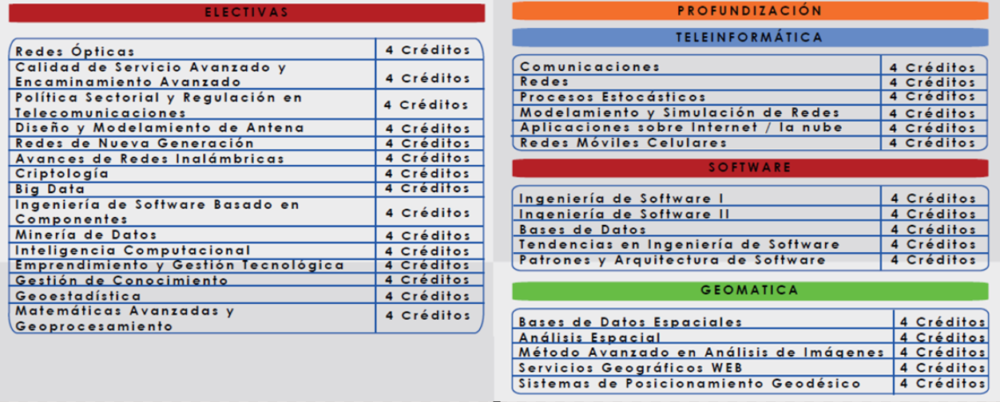 ELECTIVAS
Redes Ópticas 4 Créditos
Calidad de Servicio Avanzado y
Encaminamiento Avanzado 4 Créditos
Política Sectorial y Regulación en
Telecomunicaciones 4 Créditos
Diseño y Modelamiento de Antena 4 Créditos
Redes de Nueva Generación 4 Créditos
Avances de Redes Inalámbricas 4 Créditos
Criptología 4 Créditos
Big Data 4 Créditos
Ingeniería de Software Basado en
Componentes 4 Créditos
Minería de Datos 4 Créditos
Inteligencia Computacional 4 Créditos
Emprendimiento y Gestión Tecnológica 4 Créditos
Gestión de Conocimiento 4 Créditos
Geoestadística 4 Créditos
Matemáticas Avanzadas y
Geoprocesamiento 4 Créditos
PROFUNDIZACIÓN
TELEINFORMÁTICA
Comunicaciones 4 Créditos
Redes 4 Créditos
Procesos Estocásticos 4 Créditos
Modelamiento y Simulación de Redes 4 Créditos
Aplicaciones sobre Internet / la nube 4 Créditos
Redes Móviles Celulares 4 Créditos
SOFTWARE
Ingeniería de Software I 4 Créditos
Ingeniería de Software II 4 Créditos
Bases de Datos 4 Créditos
Tendencias en Ingeniería de Software 4 Créditos
Patrones y Arquitectura de Software 4 Créditos
GEOMATICA
Bases de Datos Espaciales 4 Créditos
Análisis Espacial 4 Créditos
Método Avanzado en Análisis de Imágenes 4 Créditos
Servicios Geográficos WEB 4 Créditos
Sistemas de Posicionamiento Geodésico 4 Créditos